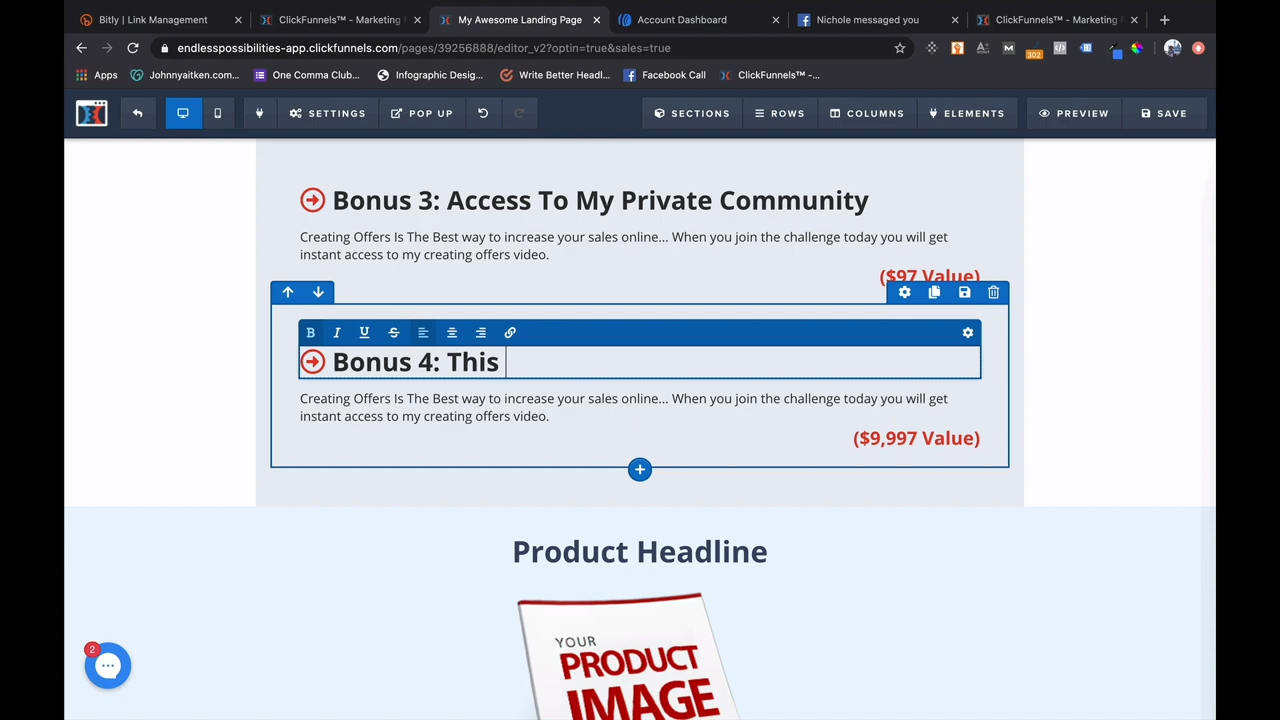 Bitly | Link Management
ClickFunnels™ - Marketing
My Awesome Landing Page
Account Dashboard
Nichole messaged you
ClickFunnels™ - Marketing
endlesspossibilities-app.clickfunnels.com/pages/39256888/editor_v2?optin=true&sales=true
302
Apps
Johnnyaitken.com...
One Comma Club...
Infographic Desig...
Write Better Headl...
Facebook Call
ClickFunnels™ -...
SETTINGS
POP UP
SECTIONS
ROWS
COLUMNS
ELEMENTS
PREVIEW
SAVE
Bonus 3: Access To My Private Community
Creating Offers Is The Best way to increase your sales online... When you join the challenge today you will get
instant access to my creating offers video.
($97 Value)
B I U S
Bonus 4: This
Creating Offers Is The Best way to increase your sales online... When you join the challenge today you will get
instant access to my creating offers video.
($9,997 Value)
Product Headline
YOUR
PRODUCT
IMAGE
2